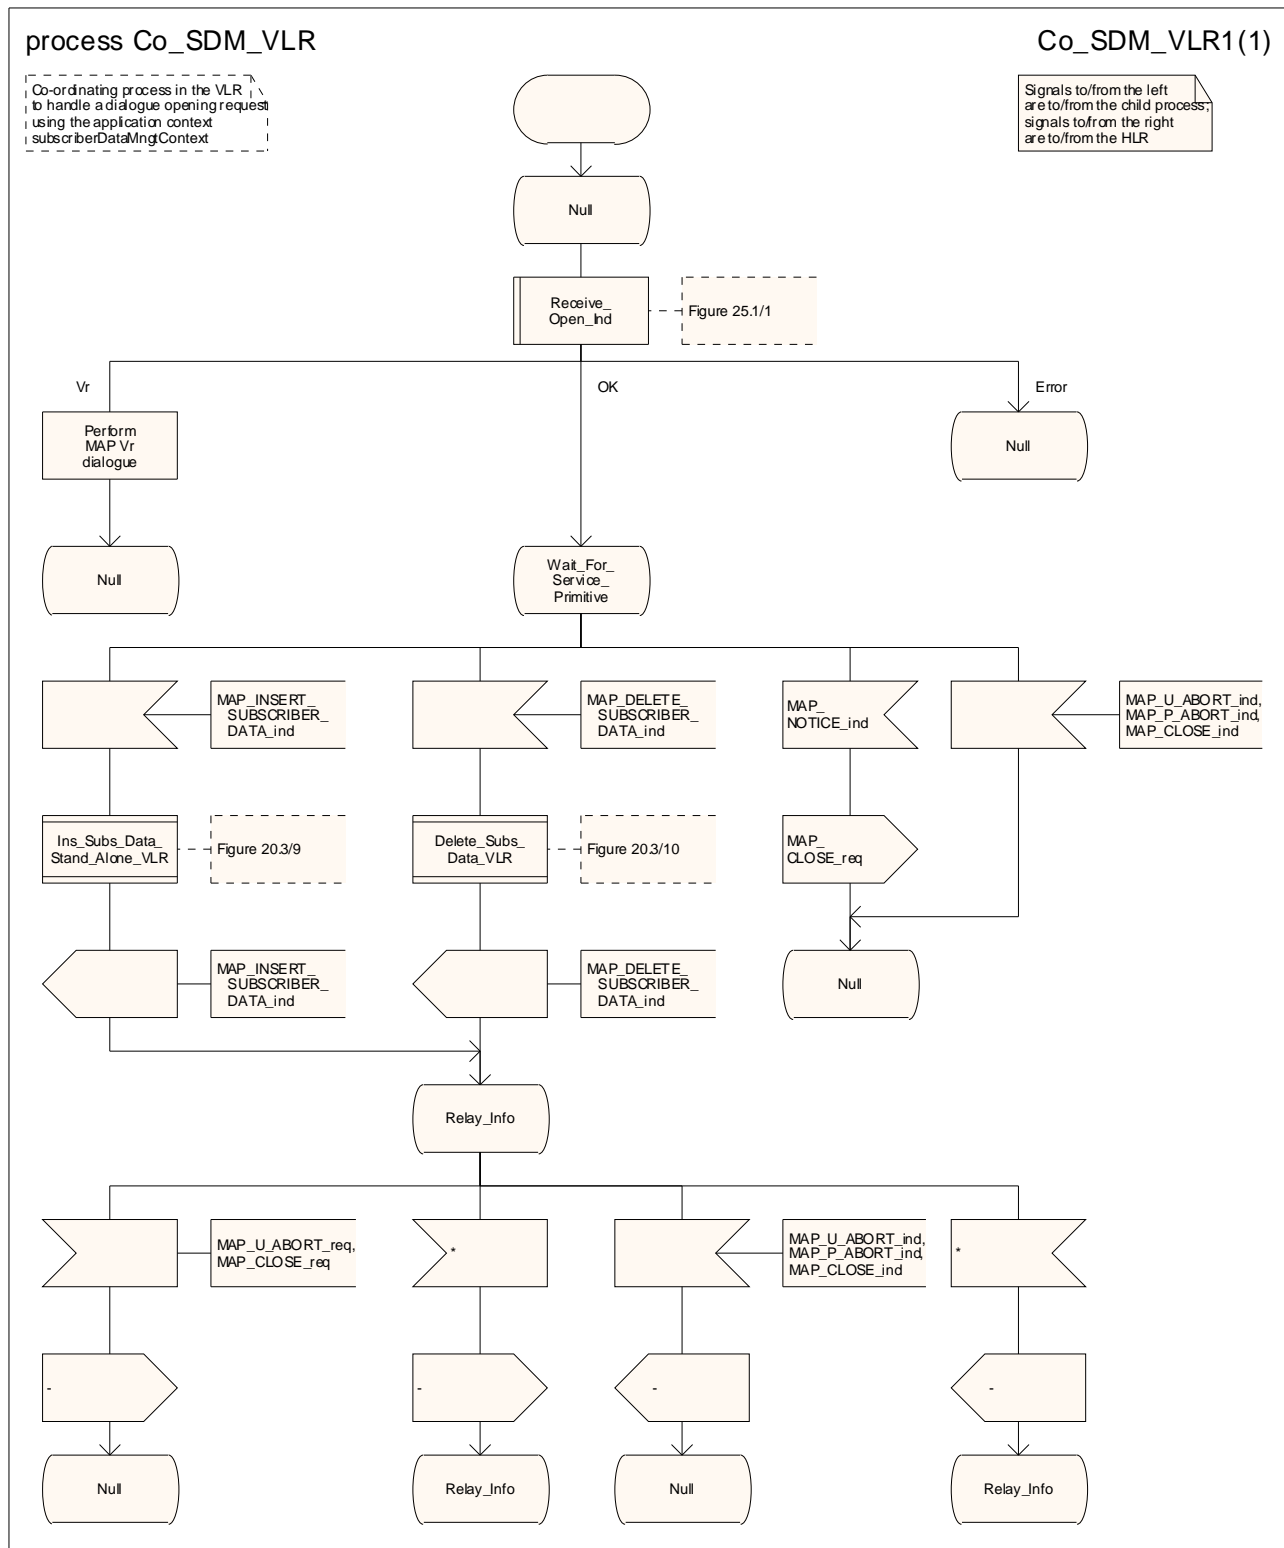 process Co_SDM_VLR
Co_SDM_VLR1(1)
Co-ordinating process in the VLR
to handle a dialogue opening request
using the application context
subscriberDataMngtContext
Signals to/from the left
are to/from the child process;
signals to/from the right
are to/from the HLR
Null
Receive_
Open_Ind
Figure 25.1/1
Vr
OK
Error
Perform
MAP Vr
dialogue
Null
Null
Wait_For_
Service_
Primitive
MAP_INSERT_
SUBSCRIBER_
DATA_ind
MAP_DELETE_
SUBSCRIBER_
DATA_ind
MAP_
NOTICE_ind
MAP_U_ABORT_ind,
MAP_P_ABORT_ind,
MAP_CLOSE_ind
Ins_Subs_Data_
Stand_Alone_VLR
Figure 20.3/9
Delete_Subs_
Data_VLR
Figure 20.3/10
MAP_
CLOSE_req
MAP_INSERT_
SUBSCRIBER_
DATA_ind
MAP_DELETE_
SUBSCRIBER_
DATA_ind
Null
Relay_Info
MAP_U_ABORT_req,
MAP_CLOSE_req
*
MAP_U_ABORT_ind,
MAP_P_ABORT_ind,
MAP_CLOSE_ind
*
-
-
-
-
Null
Relay_Info
Null
Relay_Info